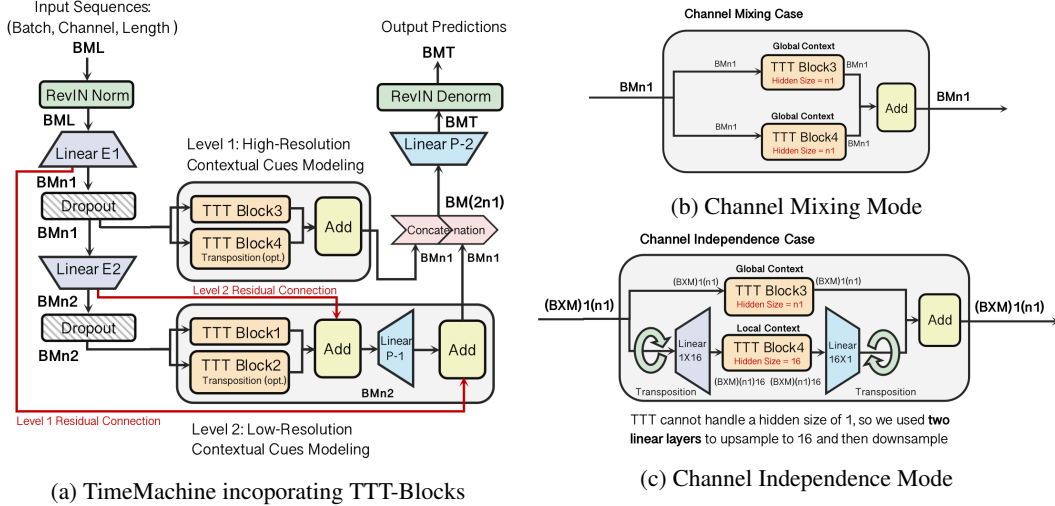 Input Sequences:
(Batch, Channel, Length )
BML
RevIN Norm
BML
Linear E1
BMn1
Dropout
BMn1
Linear E2
BMn2
Dropout
BMn2
Level 1: High-Resolution
Contextual Cues Modeling
TTT Block3
TTT Block4
Transposition (opt.)
Add
Level 2 Residual Connection
TTT Block1
TTT Block2
Transposition (opt.)
Add
Linear
P-1
Add
BMn2
Level 1 Residual Connection
Level 2: Low-Resolution
Contextual Cues Modeling
Output Predictions
BMT
RevIN Denorm
BMT
Linear P-2
BM(2n1)
Concatenation
BMn1
BMn1
(a) TimeMachine incoporating TTT-Blocks
Channel Mixing Case
Global Context
BMn1
TTT Block3
Hidden Size = n1
BMn1
BMn1
Add
BMn1
Global Context
BMn1
TTT Block4
Hidden Size = n1
BMn1
(b) Channel Mixing Mode
Channel Independence Case
Global Context
(BXM)1(n1)
TTT Block3
Hidden Size = n1
(BXM)1(n1)
(BXM)1(n1)
Add
(BXM)1(n1)
Linear
1X16
Local Context
TTT Block4
Hidden Size = 16
Linear
16X1
(BXM)(n1)16
(BXM)(n1)16
Transposition
Transposition
TTT cannot handle a hidden size of 1, so we used two
linear layers to upsample to 16 and then downsample
(c) Channel Independence Mode